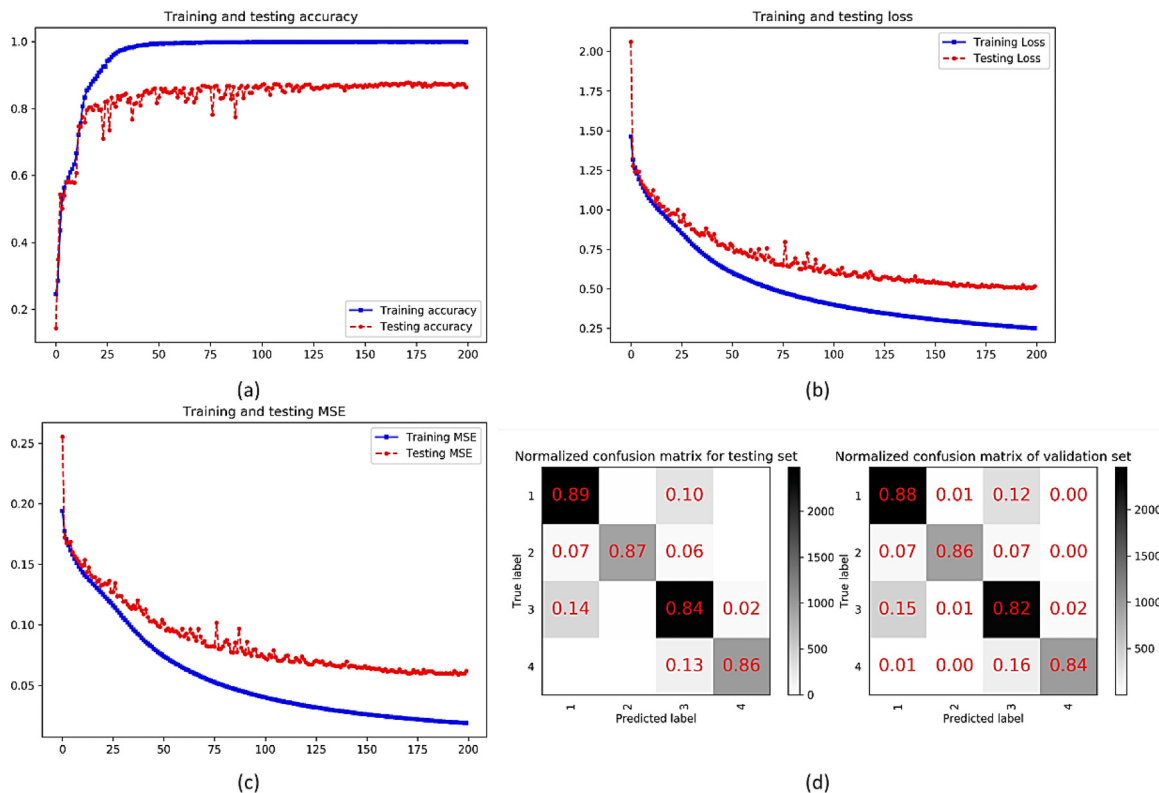 Training and testing accuracy
1.0
0.8
0.6
0.4
0.2
Training accuracy
Testing accuracy
0 25 50 75 100 125 150 175 200
(a)
Training and testing loss
2.00
1.75
1.50
1.25
1.00
0.75
0.50
0.25
Training Loss
Testing Loss
0 25 50 75 100 125 150 175 200
(b)
Training and testing MSE
0.25
0.20
0.15
0.10
0.05
Training MSE
Testing MSE
0 25 50 75 100 125 150 175 200
(c)
Normalized confusion matrix for testing set
True label
1 0.89 0.10
2 0.07 0.87 0.06
3 0.14 0.84 0.02
4 0.13 0.86
1 2 3 4
Predicted label
2000
1500
1000
500
0
Normalized confusion matrix of validation set
True label
1 0.88 0.01 0.12 0.00
2 0.07 0.86 0.07 0.00
3 0.15 0.01 0.82 0.02
4 0.01 0.00 0.16 0.84
1 2 3 4
Predicted label
2000
1500
1000
500
(d)